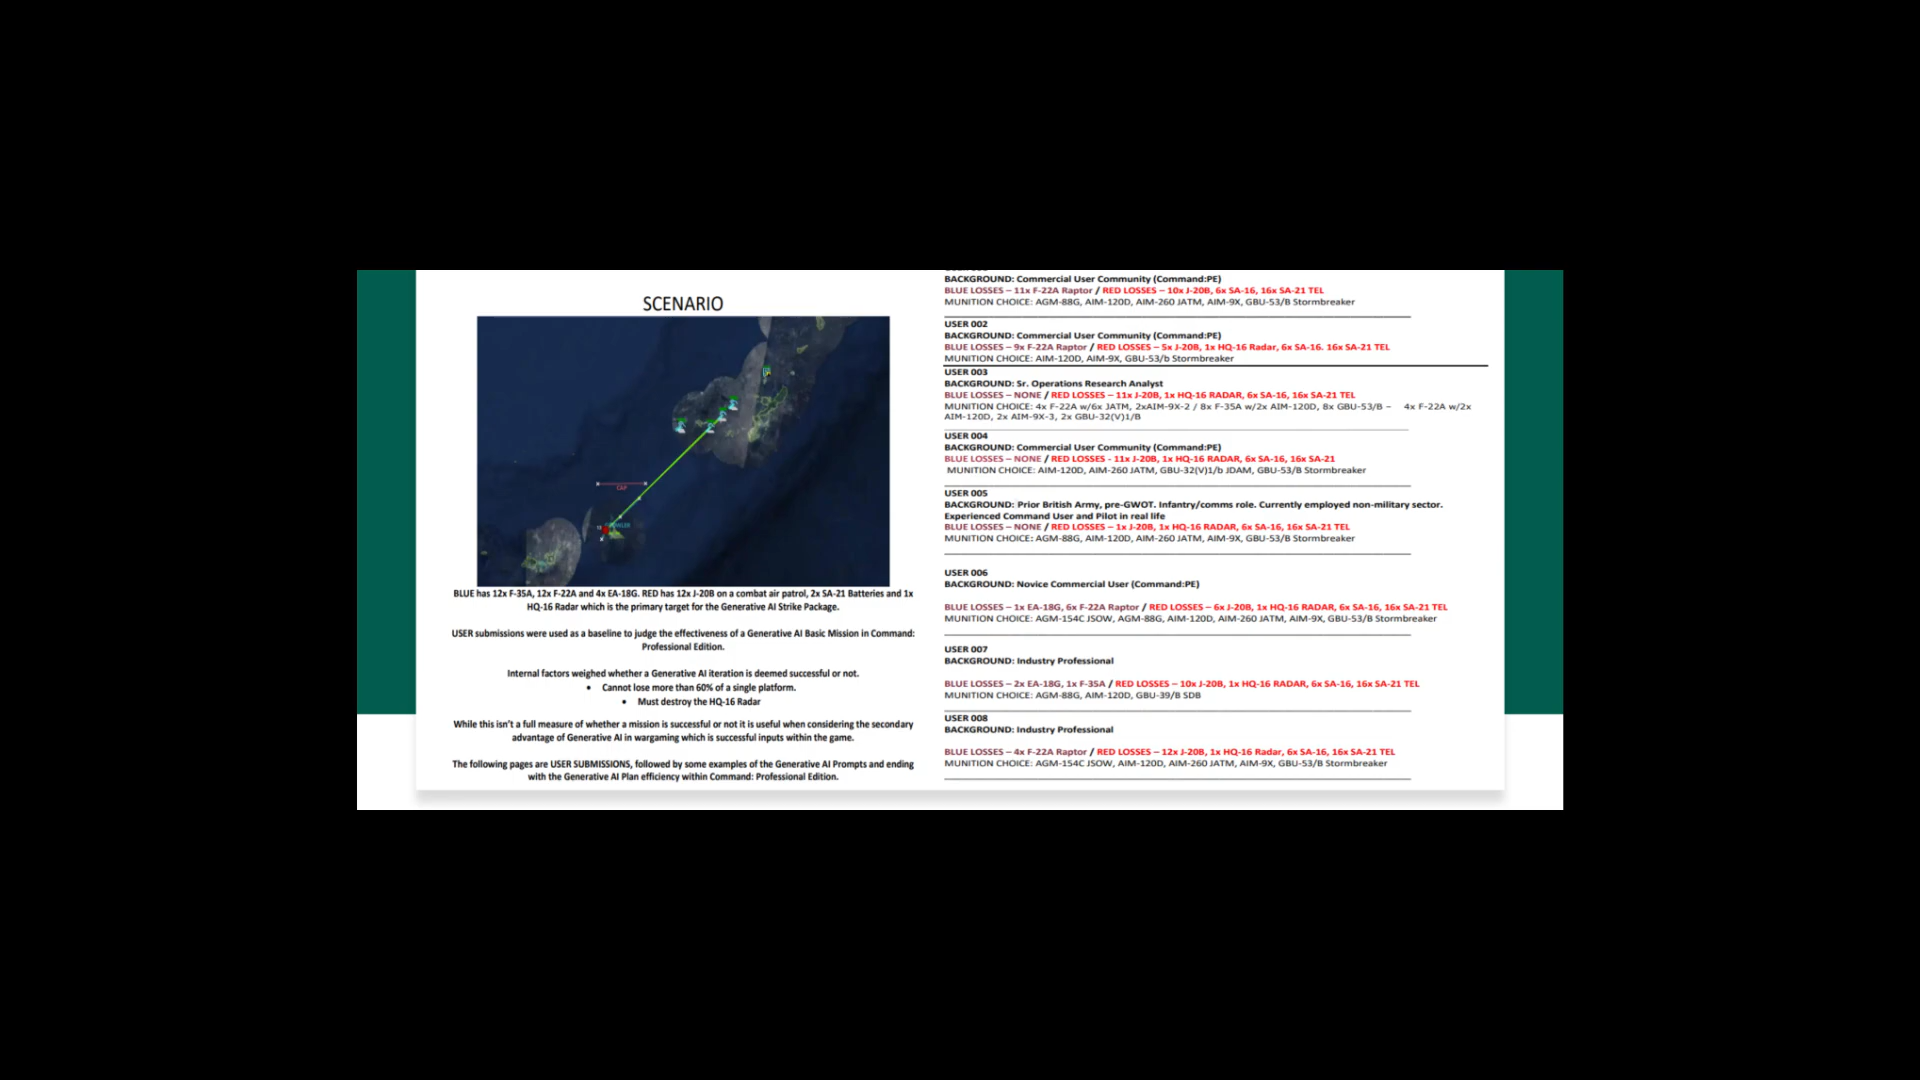 SCENARIO
CAP
BLUE has 12x F-35A, 12x F-22A and 4x EA-18G. RED has 12x J-20B on a combat air patrol, 2x SA-21 Batteries and 1x
HQ-16 Radar which is the primary target for the Generative AI Strike Package.
USER submissions were used as a baseline to judge the effectiveness of a Generative AI Basic Mission in Command:
Professional Edition.
Internal factors weighed whether a Generative AI iteration is deemed successful or not.
• Cannot lose more than 60% of a single platform.
• Must destroy the HQ-16 Radar
While this isn't a full measure of whether a mission is successful or not it is useful when considering the secondary
advantage of Generative AI in wargaming which is successful inputs within the game.
The following pages are USER SUBMISSIONS, followed by some examples of the Generative AI Prompts and ending
with the Generative AI Plan efficiency within Command: Professional Edition.
BACKGROUND: Commercial User Community (Command:PE)
BLUE LOSSES – 11x F-22A Raptor / RED LOSSES – 10x J-20B, 6x SA-16, 16x SA-21 TEL
MUNITION CHOICE: AGM-88G, AIM-120D, AIM-260 JATM, AIM-9X, GBU-53/B Stormbreaker
USER 002
BACKGROUND: Commercial User Community (Command:PE)
BLUE LOSSES – 9x F-22A Raptor / RED LOSSES – 5x J-20B, 1x HQ-16 Radar, 6x SA-16. 16x SA-21 TEL
MUNITION CHOICE: AIM-120D, AIM-9X, GBU-53/b Stormbreaker
USER 003
BACKGROUND: Sr. Operations Research Analyst
BLUE LOSSES – NONE / RED LOSSES – 11x J-20B, 1x HQ-16 RADAR, 6x SA-16, 16x SA-21 TEL
MUNITION CHOICE: 4x F-22A w/6x JATM, 2xAIM-9X-2 / 8x F-35A w/2x AIM-120D, 8x GBU-53/B – 4x F-22A w/2x
AIM-120D, 2x AIM-9X-3, 2x GBU-32(V)1/B
USER 004
BACKGROUND: Commercial User Community (Command:PE)
BLUE LOSSES – NONE / RED LOSSES - 11x J-20B, 1x HQ-16 RADAR, 6x SA-16, 16x SA-21
MUNITION CHOICE: AIM-120D, AIM-260 JATM, GBU-32(V)1/b JDAM, GBU-53/B Stormbreaker
USER 005
BACKGROUND: Prior British Army, pre-GWOT. Infantry/comms role. Currently employed non-military sector.
Experienced Command User and Pilot in real life
BLUE LOSSES – NONE / RED LOSSES – 1x J-20B, 1x HQ-16 RADAR, 6x SA-16, 16x SA-21 TEL
MUNITION CHOICE: AGM-88G, AIM-120D, AIM-260 JATM, AIM-9X, GBU-53/B Stormbreaker
USER 006
BACKGROUND: Novice Commercial User (Command:PE)
BLUE LOSSES – 1x EA-18G, 6x F-22A Raptor / RED LOSSES – 6x J-20B, 1x HQ-16 RADAR, 6x SA-16, 16x SA-21 TEL
MUNITION CHOICE: AGM-154C JSOW, AGM-88G, AIM-120D, AIM-260 JATM, AIM-9X, GBU-53/B Stormbreaker
USER 007
BACKGROUND: Industry Professional
BLUE LOSSES – 2x EA-18G, 1x F-35A / RED LOSSES – 10x J-20B, 1x HQ-16 RADAR, 6x SA-16, 16x SA-21 TEL
MUNITION CHOICE: AGM-88G, AIM-120D, GBU-39/B SDB
USER 008
BACKGROUND: Industry Professional
BLUE LOSSES – 4x F-22A Raptor / RED LOSSES – 12x J-20B, 1x HQ-16 Radar, 6x SA-16, 16x SA-21 TEL
MUNITION CHOICE: AGM-154C JSOW, AIM-120D, AIM-260 JATM, AIM-9X, GBU-53/B Stormbreaker